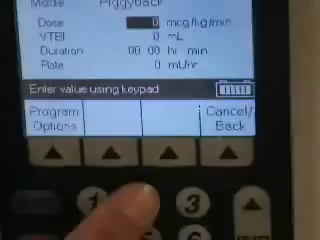 Mode Piggyback
Dose 0 mcg/kg/min
VTBI 0 mL
Duration 00 00 hr min
Rate 0 mL/hr
Enter value using keypad
Program Options
Cancel/ Back
1 3